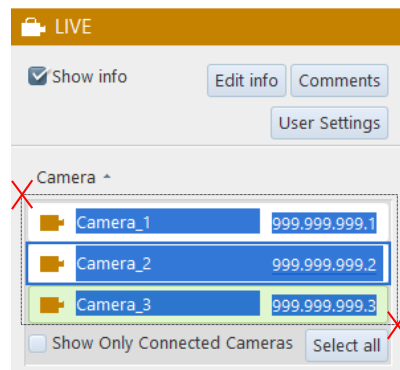 LIVE
Show info Edit info Comments
User Settings
Camera
Camera_1 999.999.999.1
Camera_2 999.999.999.2
Camera_3 999.999.999.3
Show Only Connected Cameras Select all